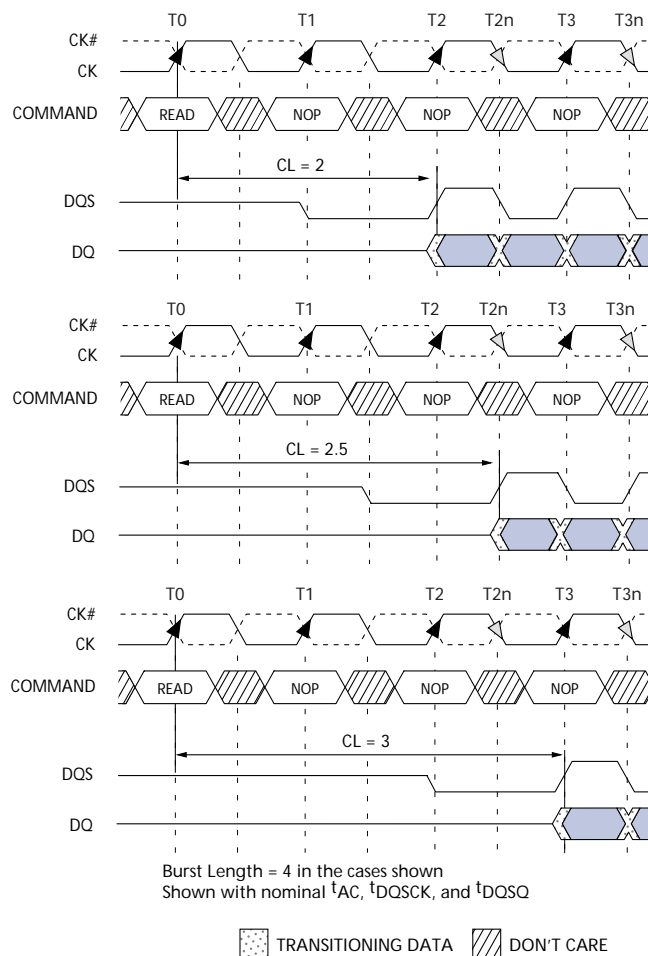 T0 T1 T2 T2n T3 T3n
CK#
CK
COMMAND READ NOP NOP NOP
CL = 2
DQS
DQ
T0 T1 T2 T2n T3 T3n
CK#
CK
COMMAND READ NOP NOP NOP
CL = 2.5
DQS
DQ
T0 T1 T2 T2n T3 T3n
CK#
CK
COMMAND READ NOP NOP NOP
CL = 3
DQS
DQ
Burst Length = 4 in the cases shown
Shown with nominal tAC, tDQSCK, and tDQSQ
TRANSITIONING DATA DON'T CARE